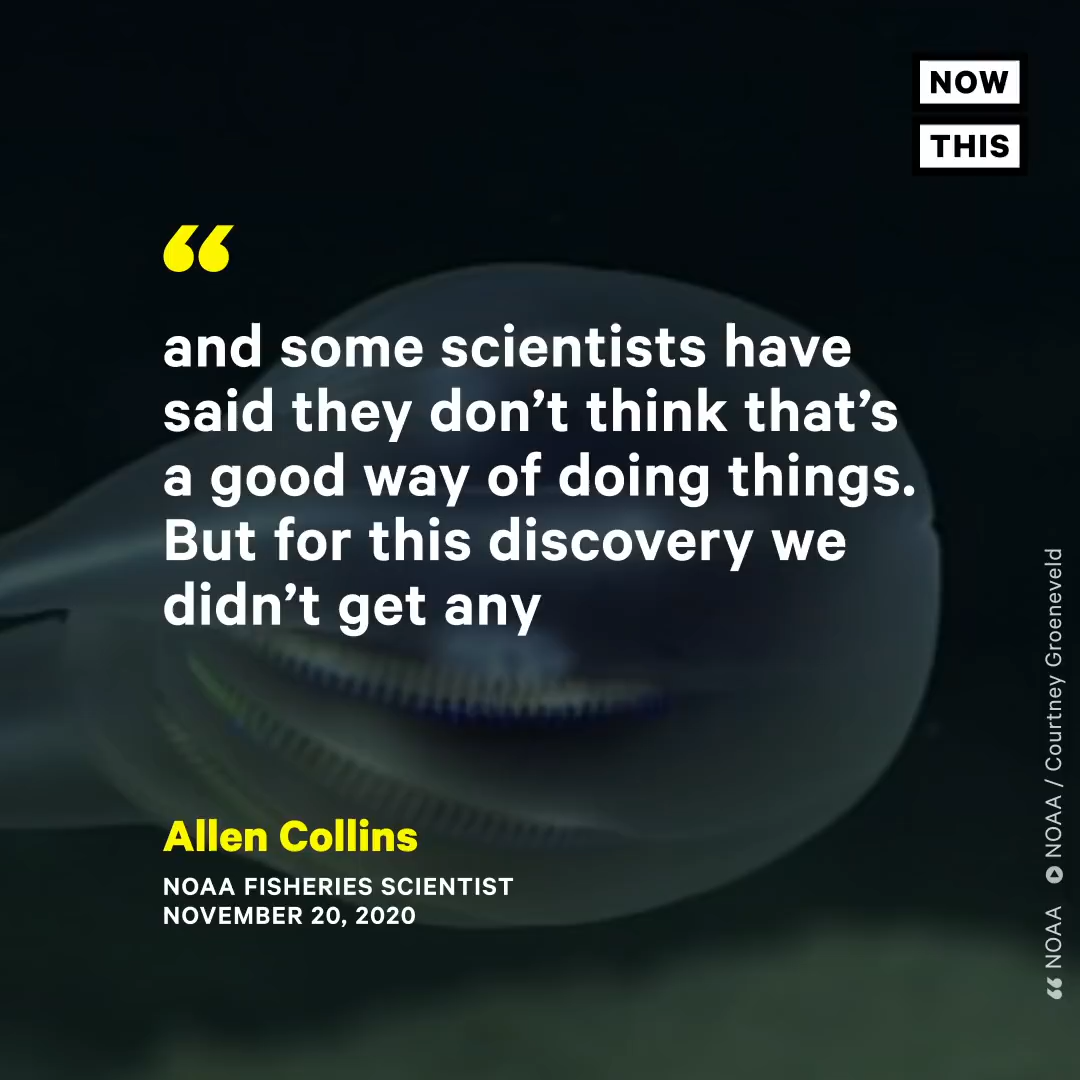 NOW
THIS
“
and some scientists have
said they don’t think that’s
a good way of doing things.
But for this discovery we
didn’t get any
Allen Collins
NOAA FISHERIES SCIENTIST
NOVEMBER 20, 2020
“ NOAA NOAA / Courtney Groeneveld